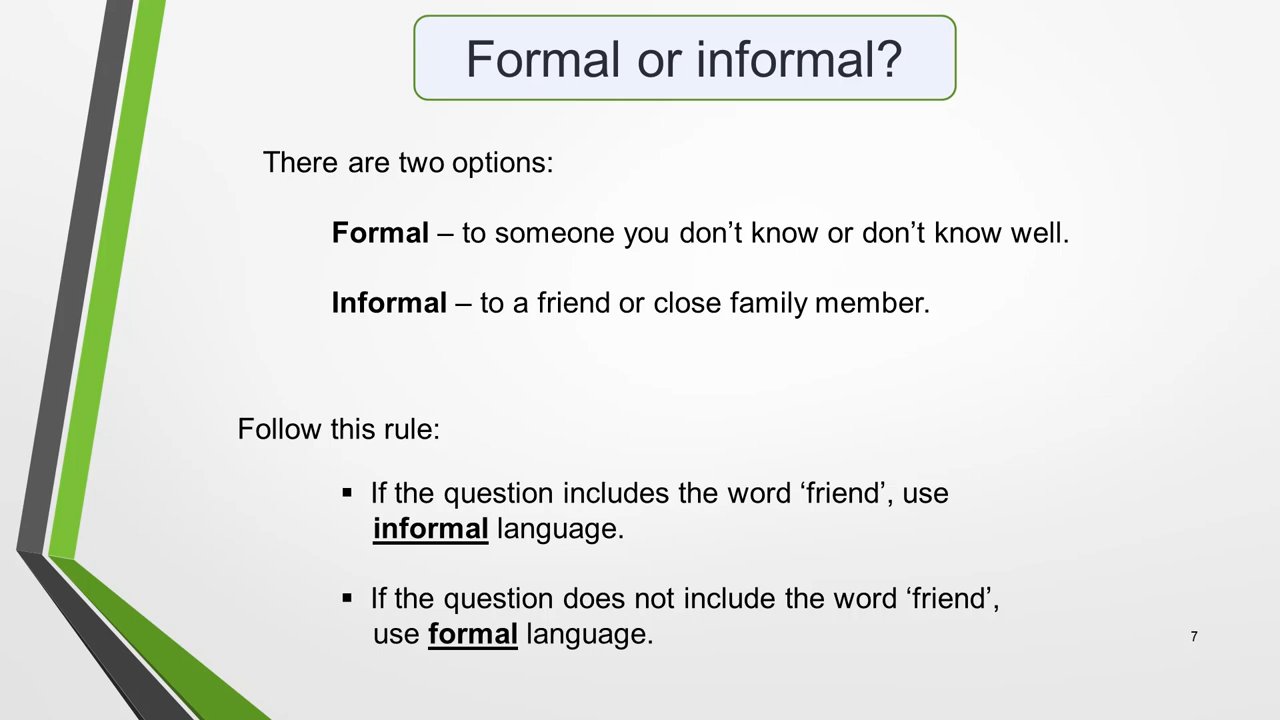 Formal or informal?
There are two options:
Formal – to someone you don’t know or don’t know well.
Informal – to a friend or close family member.
Follow this rule:
▪ If the question includes the word ‘friend’, use
informal language.
▪ If the question does not include the word ‘friend’,
use formal language.
7